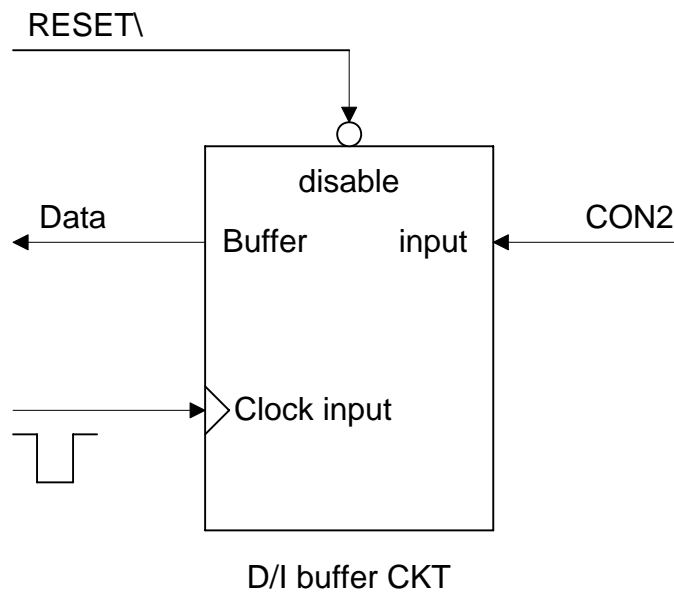 RESET\
disable
Data
Buffer
input
CON2
Clock input
D/I buffer CKT